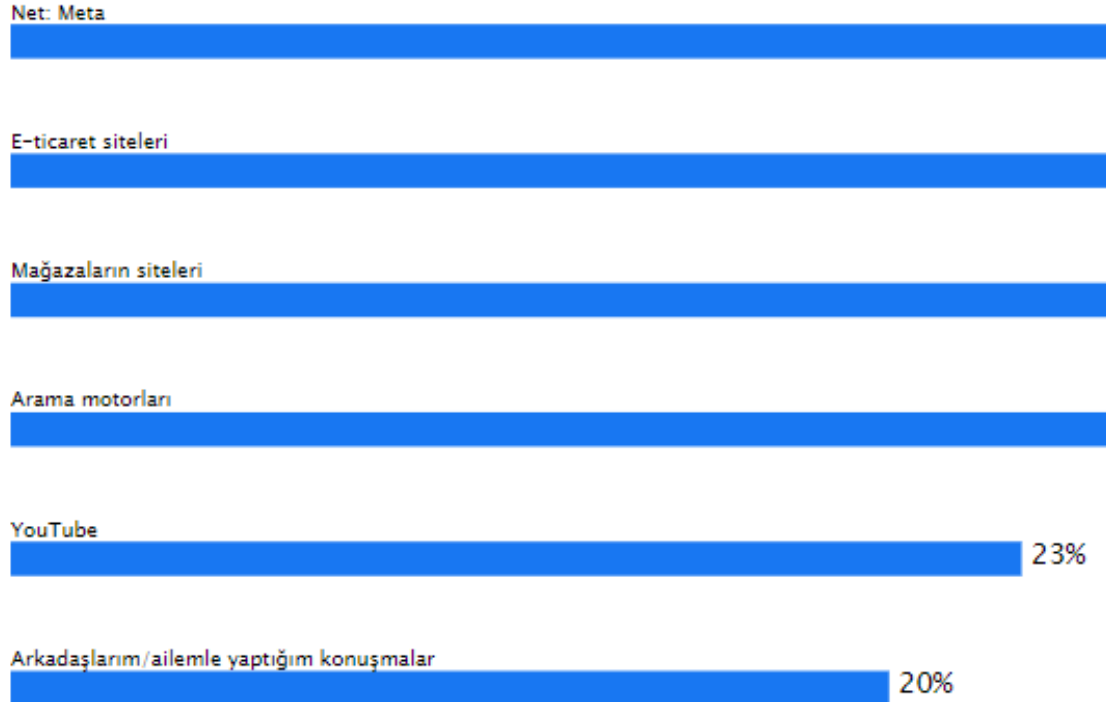 Net: Meta
E-ticaret siteleri
Mağazaların siteleri
Arama motorları
YouTube
23%
Arkadaşlarım/ailemle yaptığım konuşmalar
20%